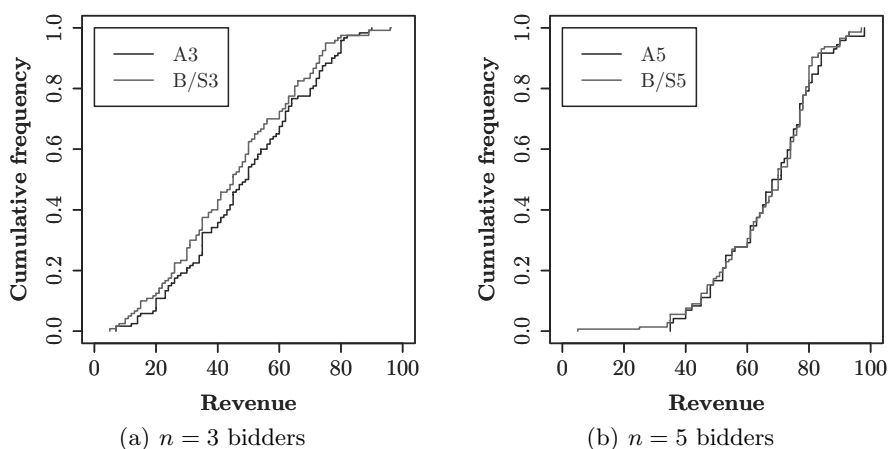 A3
B/S3
Cumulative frequency
0.0 0.2 0.4 0.6 0.8 1.0
0 20 40 60 80 100
Revenue
(a) n = 3 bidders
A5
B/S5
Cumulative frequency
0.0 0.2 0.4 0.6 0.8 1.0
0 20 40 60 80 100
Revenue
(b) n = 5 bidders